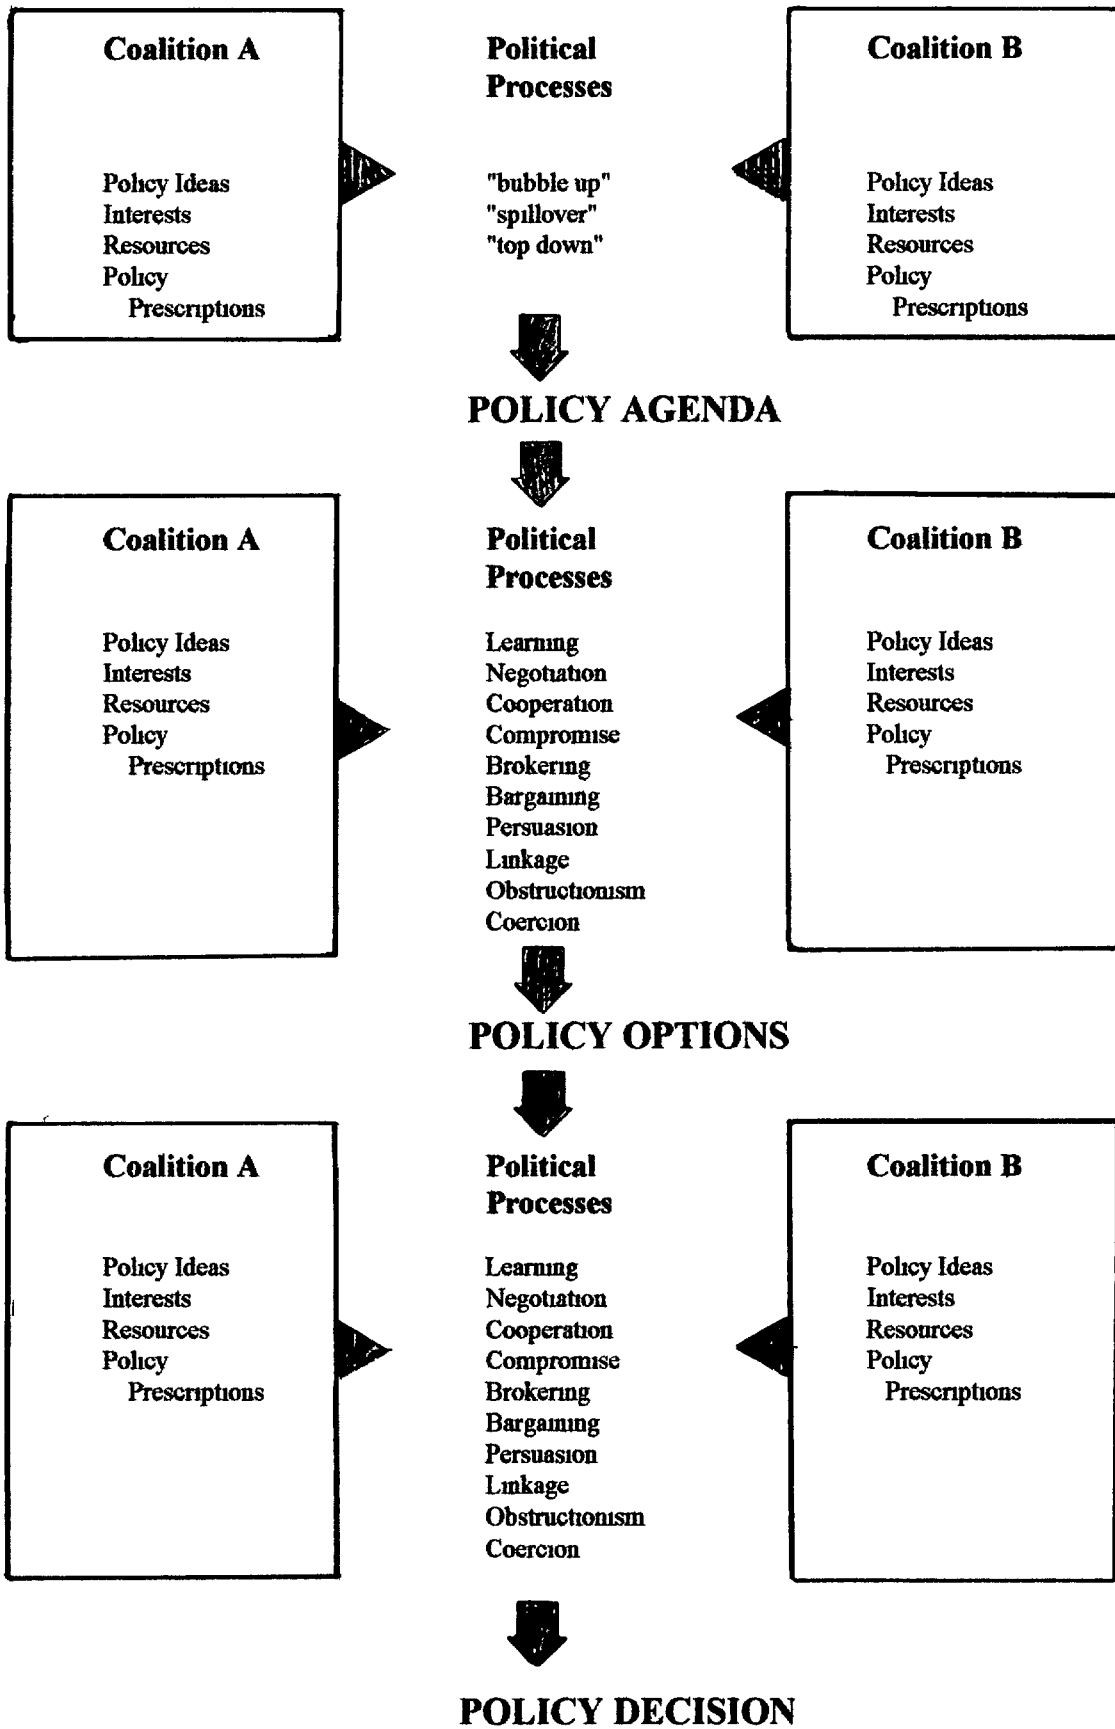 Coalition A
Policy Ideas
Interests
Resources
Policy
Prescriptions
Political
Processes
"bubble up"
"spillover"
"top down"
Coalition B
Policy Ideas
Interests
Resources
Policy
Prescriptions
POLICY AGENDA
Coalition A
Policy Ideas
Interests
Resources
Policy
Prescriptions
Political
Processes
Learning
Negotiation
Cooperation
Compromise
Brokering
Bargaining
Persuasion
Linkage
Obstructionism
Coercion
Coalition B
Policy Ideas
Interests
Resources
Policy
Prescriptions
POLICY OPTIONS
Coalition A
Policy Ideas
Interests
Resources
Policy
Prescriptions
Political
Processes
Learning
Negotiation
Cooperation
Compromise
Brokering
Bargaining
Persuasion
Linkage
Obstructionism
Coercion
Coalition B
Policy Ideas
Interests
Resources
Policy
Prescriptions
POLICY DECISION